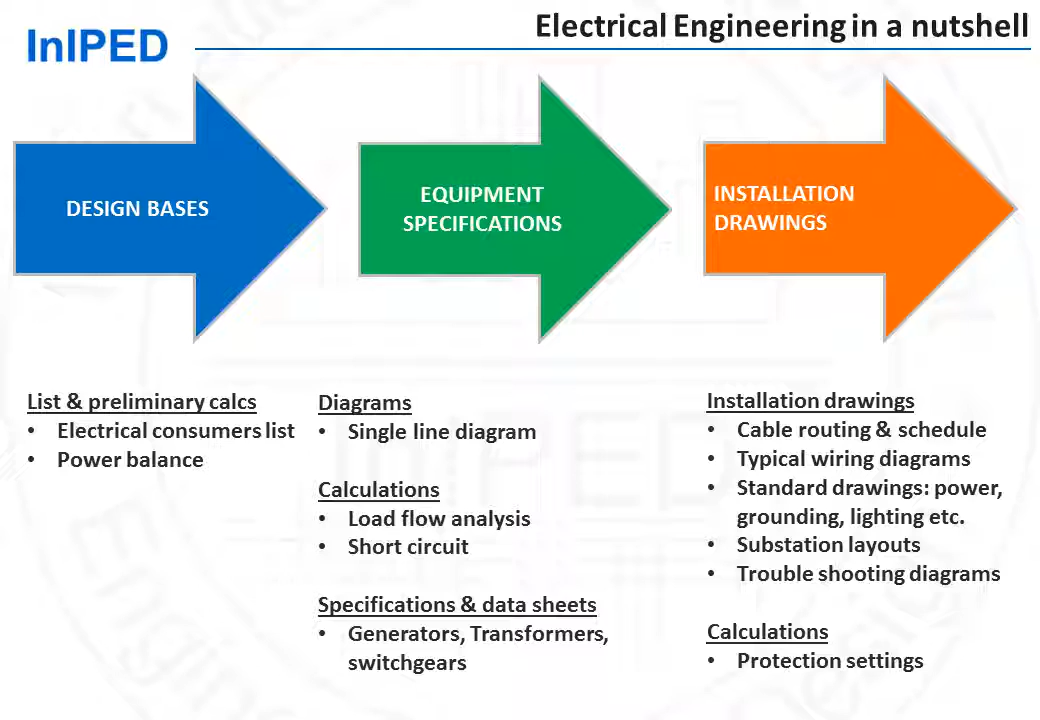 InIPED
Electrical Engineering in a nutshell
DESIGN BASES
EQUIPMENT
SPECIFICATIONS
INSTALLATION
DRAWINGS
List & preliminary calcs
• Electrical consumers list
• Power balance
Diagrams
• Single line diagram
Calculations
• Load flow analysis
• Short circuit
Specifications & data sheets
• Generators, Transformers,
switchgears
Installation drawings
• Cable routing & schedule
• Typical wiring diagrams
• Standard drawings: power,
grounding, lighting etc.
• Substation layouts
• Trouble shooting diagrams
Calculations
• Protection settings